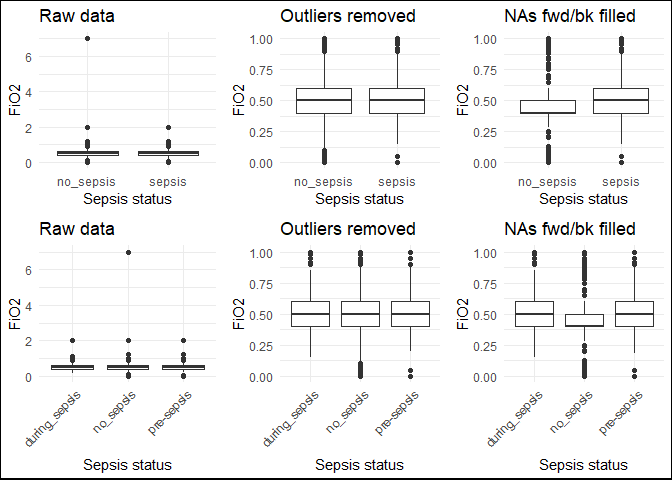 Raw data
Outliers removed
NAs fwd/bk filled
FiO2
6
4
2
0
FiO2
1.00
0.75
0.50
0.25
0.00
FiO2
1.00
0.75
0.50
0.25
0.00
no_sepsis sepsis
no_sepsis sepsis
no_sepsis sepsis
Sepsis status
Sepsis status
Sepsis status
Raw data
Outliers removed
NAs fwd/bk filled
FiO2
6
4
2
0
FiO2
1.00
0.75
0.50
0.25
0.00
FiO2
1.00
0.75
0.50
0.25
0.00
during_sepsis no_sepsis pre-sepsis
during_sepsis no_sepsis pre-sepsis
during_sepsis no_sepsis pre-sepsis
Sepsis status
Sepsis status
Sepsis status